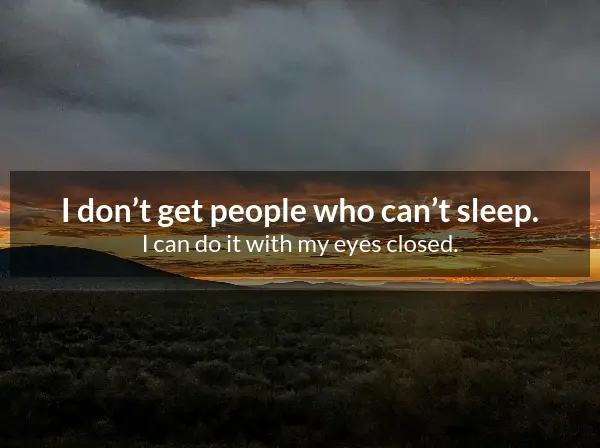 I don’t get people who can’t sleep.
I can do it with my eyes closed.